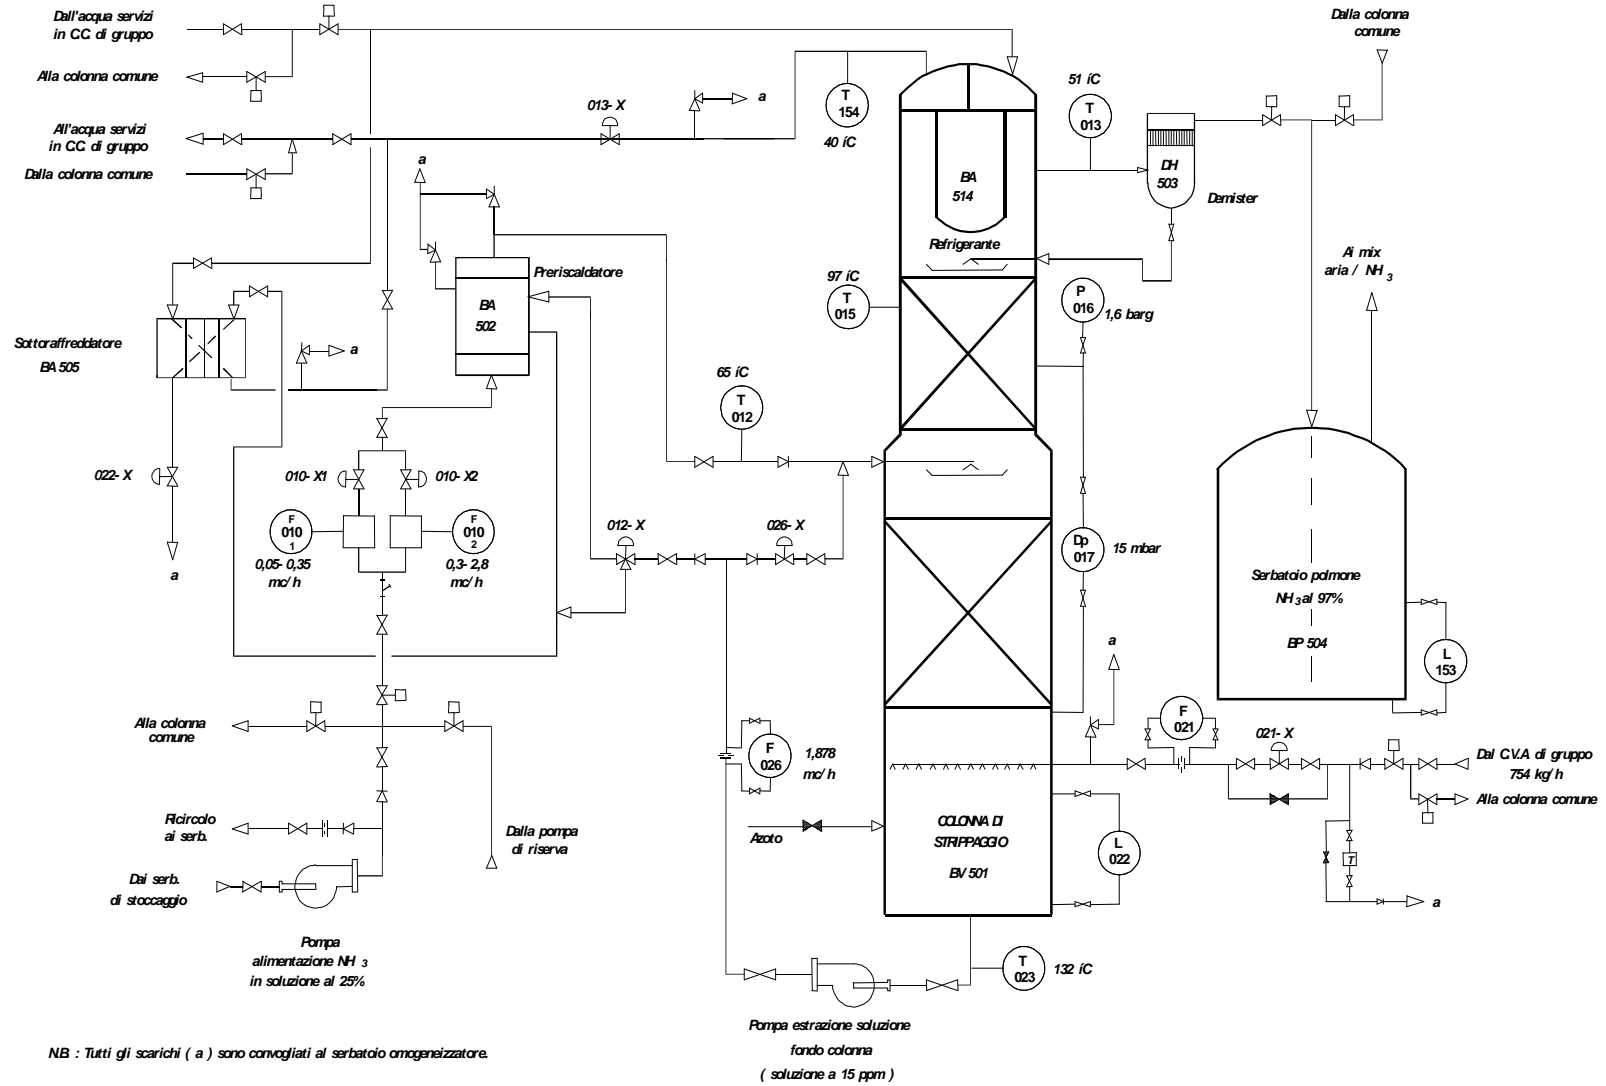 Dall'acqua servizi
in C.C. di gruppo
Alla colonna comune
All'acqua servizi
in C.C. di gruppo
Dalla colonna comune
013- X
a
T
154
40 íC
51 íC
T
013
Dalla colonna
comune
DH
503
Demister
BA
514
Refrigerante
a
Preriscaldatore
BA
502
97 íC
T
015
P
016
1,6 barg
Ai mix
aria / NH 3
Sottoraffreddatore
BA 505
a
65 íC
T
012
022- X
a
010- X1
010- X2
F
010
1
F
010
2
0,05- 0,35
mc/ h
0,3- 2,8
mc/ h
012- X
026- X
Dp
017
15 mbar
Serbatoio polmone
NH 3 al 97%
BP 504
L
153
a
Alla colonna
comune
F
026
1,878
mc/ h
F
021
021- X
Dal C.V.A di gruppo
754 kg/ h
Alla colonna comune
Ricircolo
ai serb.
Dalla pompa
di riserva
Azoto
COLONNA DI
STRIPPAGGIO
BV 501
L
022
T
a
Dai serb.
di stoccaggio
Pompa
alimentazione NH 3
in soluzione al 25%
T
023
132 íC
Pompa estrazione soluzione
fondo colonna
( soluzione a 15 ppm )
N.B. : Tutti gli scarichi ( a ) sono convogliati al serbatoio omogeneizzatore.